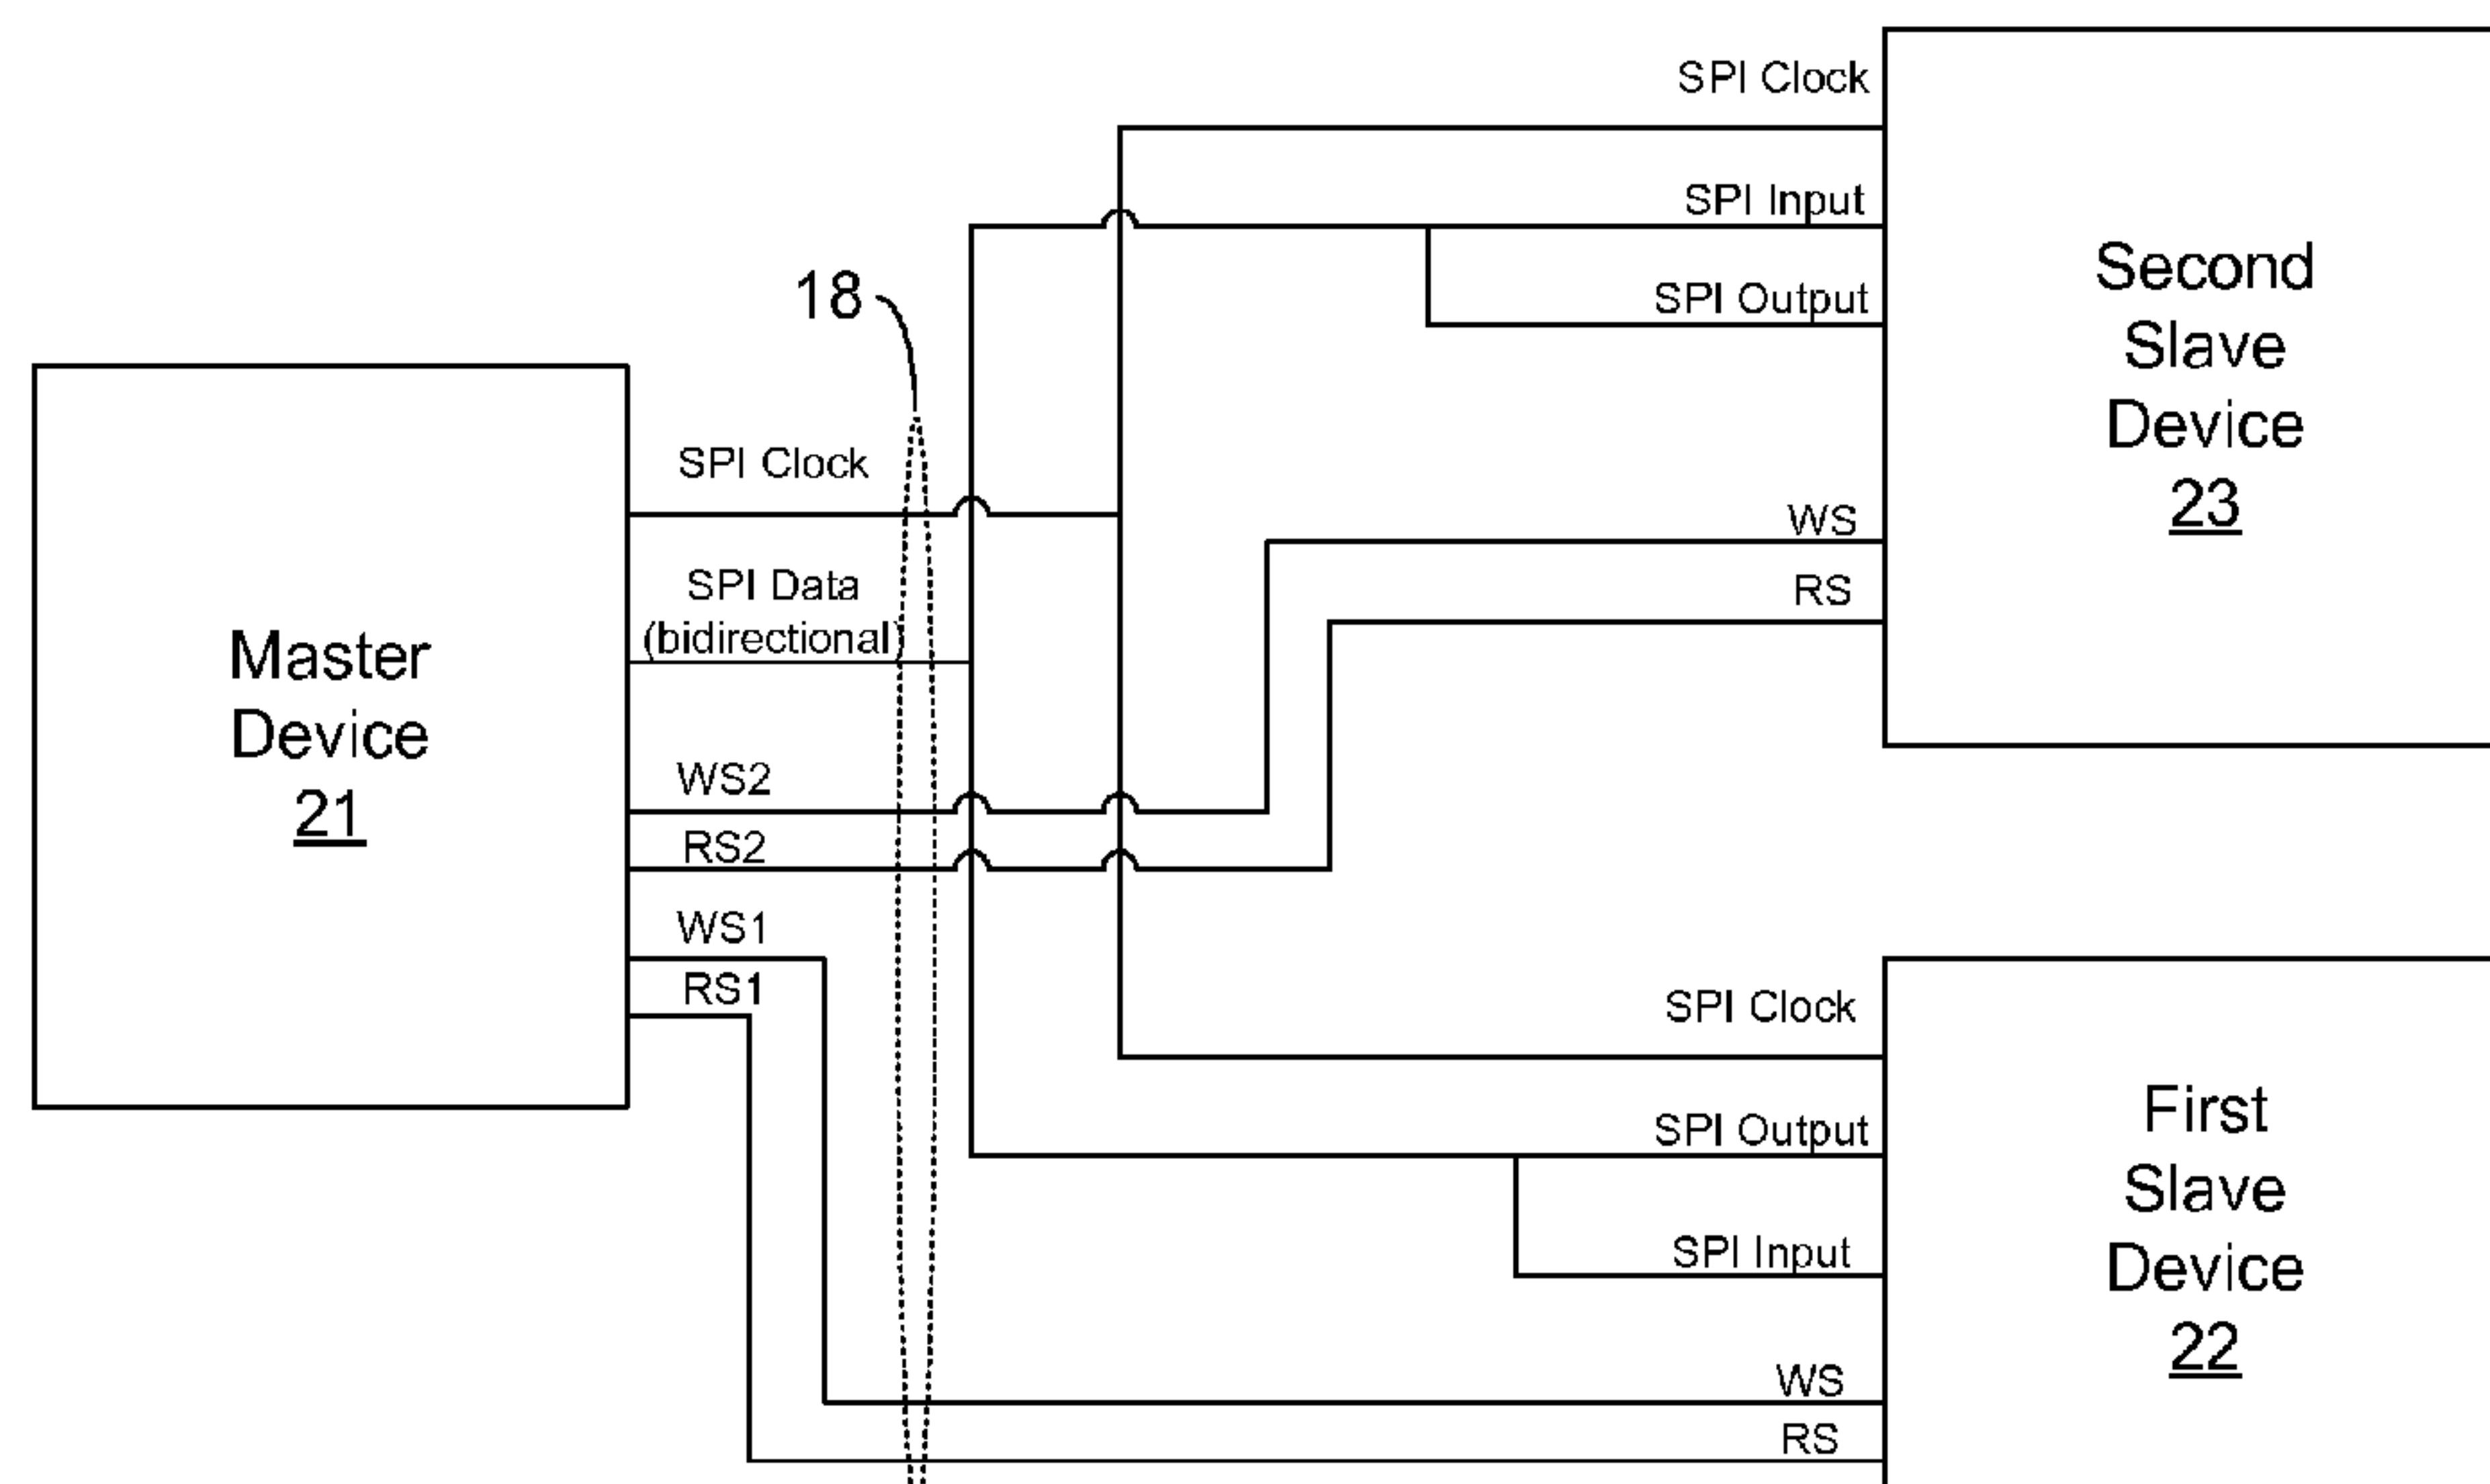 18
Master
Device
21
SPI Clock
SPI Data
(bidirectional)
WS2
RS2
WS1
RS1
SPI Clock
SPI Input
SPI Output
WS
RS
Second
Slave
Device
23
SPI Clock
SPI Output
SPI Input
WS
RS
First
Slave
Device
22